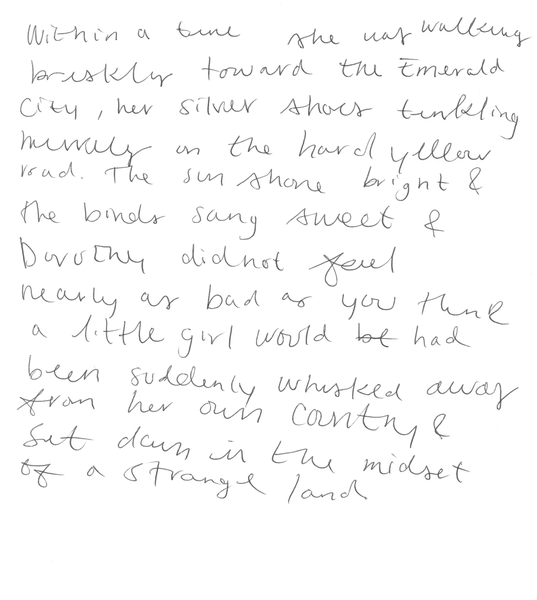 Within a time she was walking
briskly toward the Emerald
City, her silver shoes tinkling
merrily on the hard yellow
road. The sun shone bright &
the birds sang sweet &
Dorothy did not feel
nearly as bad as you think
a little girl would be had
been suddenly whisked away
from her own country &
set down in the midset
of a strange land